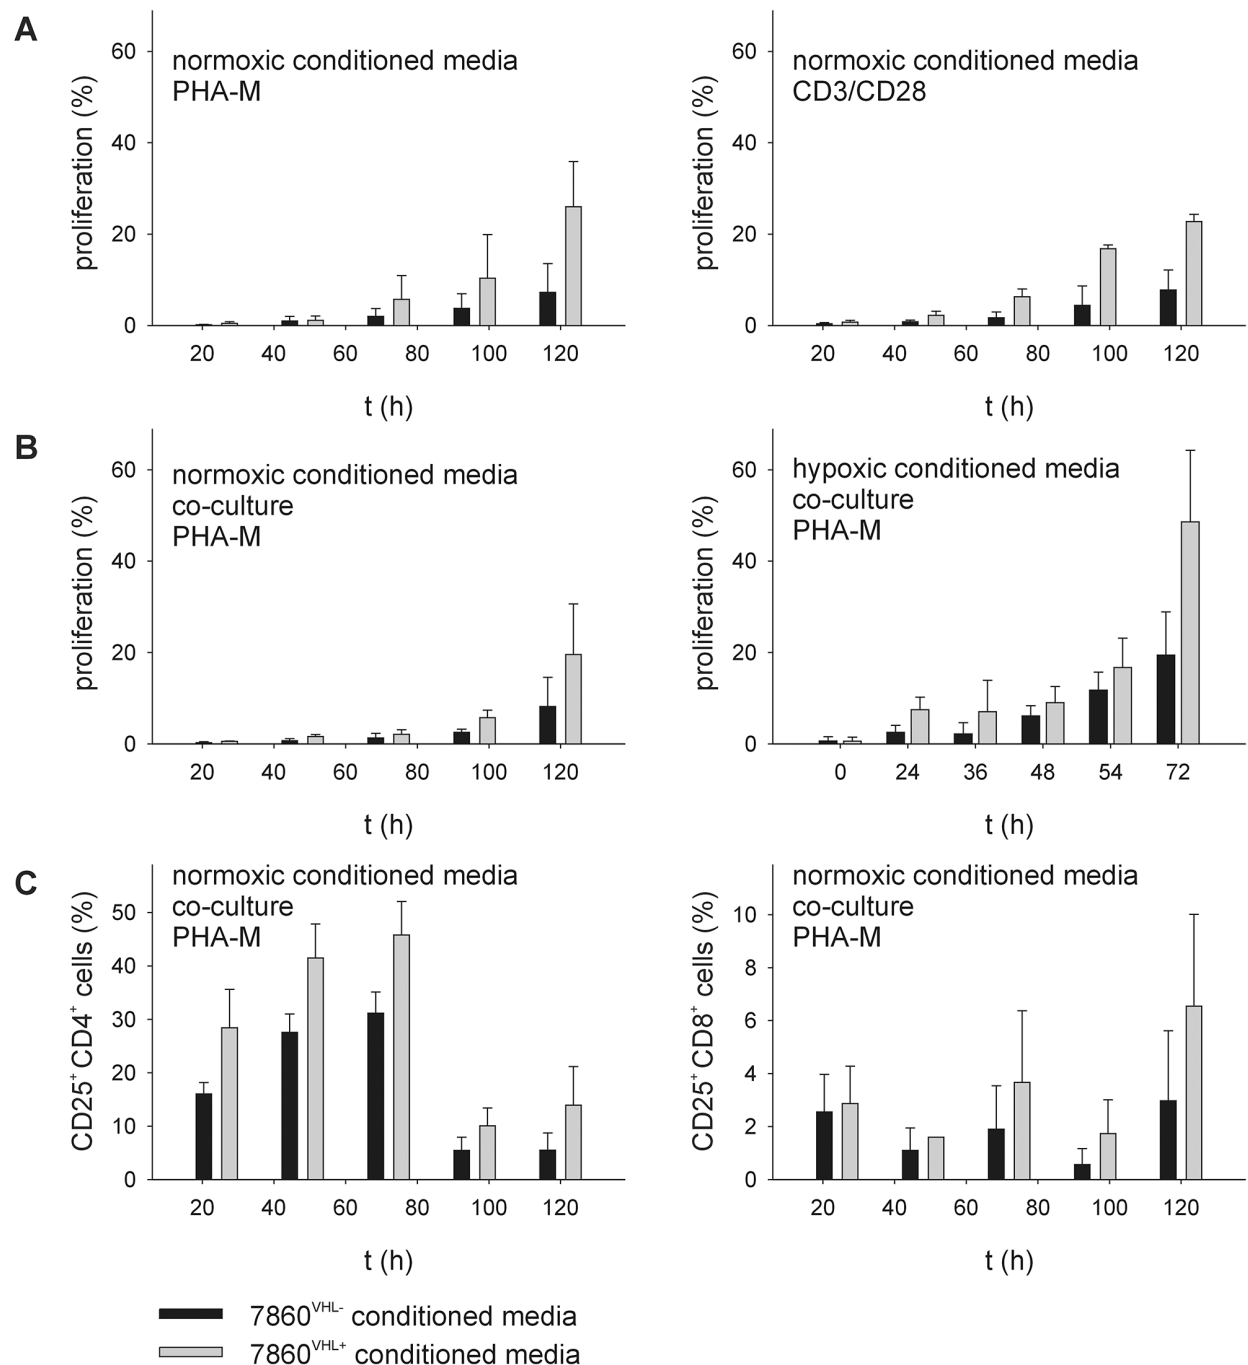 A
normoxic conditioned media
PHA-M
proliferation (%)
60
40
20
0
20 40 60 80 100 120
t (h)
normoxic conditioned media
CD3/CD28
proliferation (%)
60
40
20
0
20 40 60 80 100 120
t (h)
B
normoxic conditioned media
co-culture
PHA-M
proliferation (%)
60
40
20
0
20 40 60 80 100 120
t (h)
hypoxic conditioned media
co-culture
PHA-M
proliferation (%)
60
40
20
0
0 24 36 48 54 72
t (h)
C
normoxic conditioned media
co-culture
PHA-M
CD25⁺CD4⁺ cells (%)
50
40
30
20
10
0
20 40 60 80 100 120
t (h)
normoxic conditioned media
co-culture
PHA-M
CD25⁺CD8⁺ cells (%)
10
8
6
4
2
0
20 40 60 80 100 120
t (h)
7860ⱽᴴᴸ⁻ conditioned media
7860ⱽᴴᴸ⁺ conditioned media